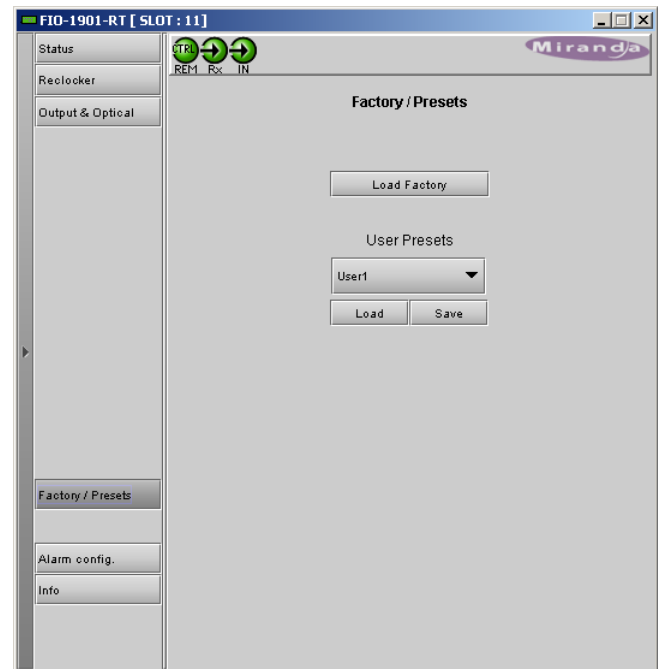 FIO-1901-RT [ SLOT : 11]
Status
Reclocker
Output & Optical
Factory / Presets
Alarm config.
Info
CTRL
REM Rx IN
Miranda
Factory / Presets
Load Factory
User Presets
User1
Load Save